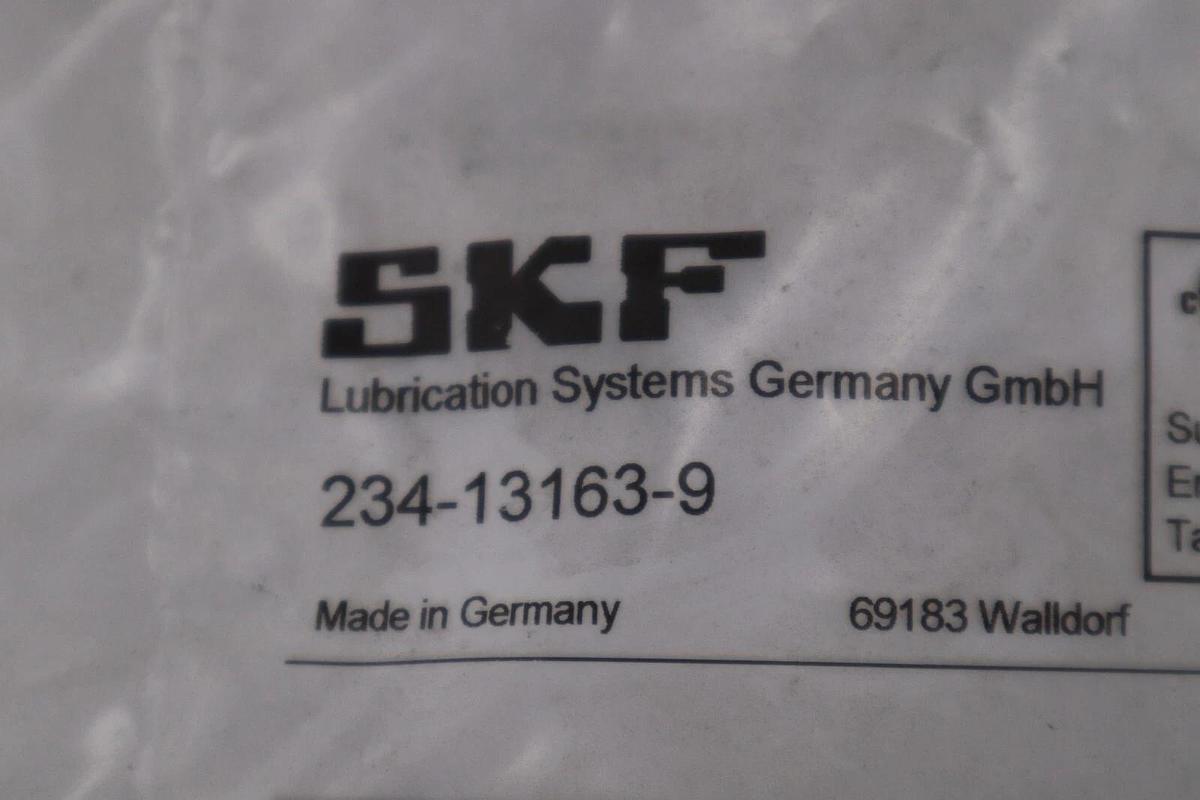 SKF
Lubrication Systems Germany GmbH
234-13163-9
Made in Germany
69183 Walldorf